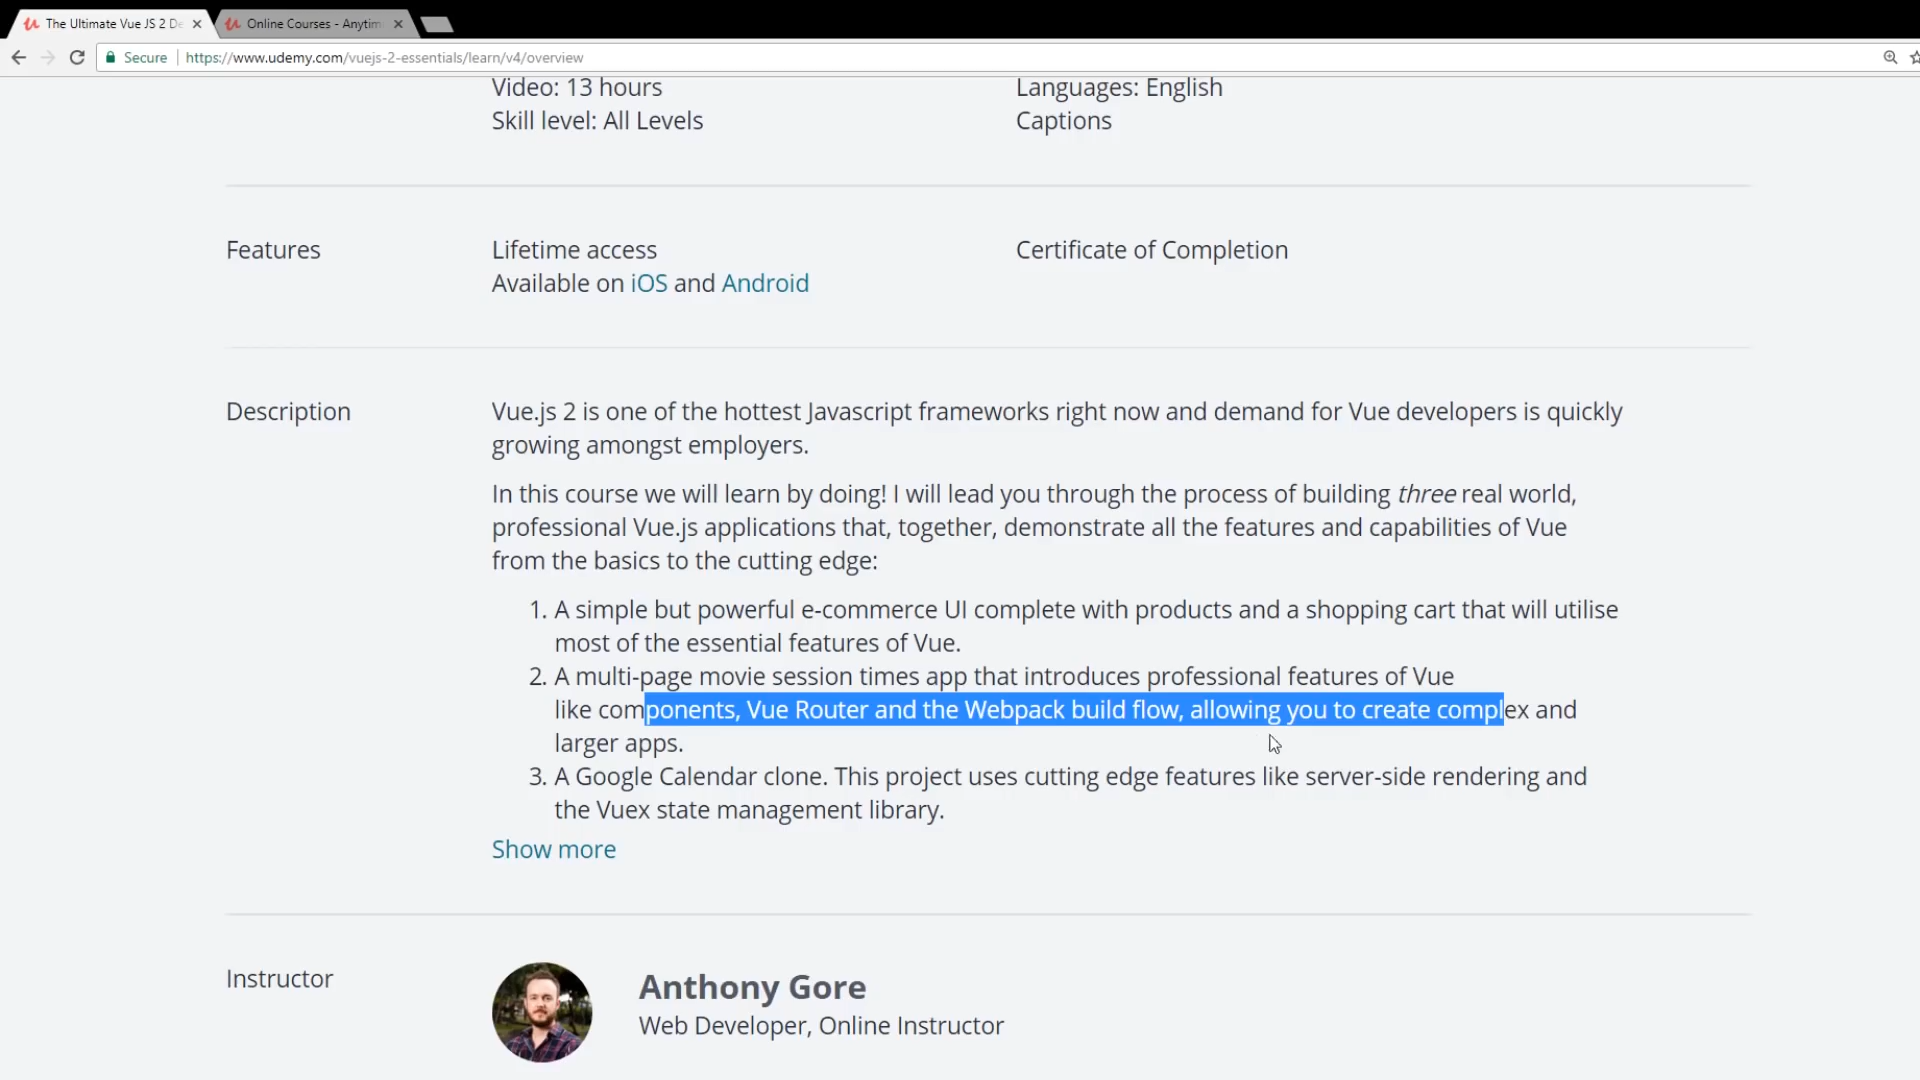 The Ultimate Vue JS 2 De
Online Courses - Anytim
Secure
https://www.udemy.com/vuejs-2-essentials/learn/v4/overview
Video: 13 hours
Languages: English
Skill level: All Levels
Captions
Features
Lifetime access
Certificate of Completion
Available on iOS and Android
Description
Vue.js 2 is one of the hottest Javascript frameworks right now and demand for Vue developers is quickly
growing amongst employers.
In this course we will learn by doing! I will lead you through the process of building three real world,
professional Vue.js applications that, together, demonstrate all the features and capabilities of Vue
from the basics to the cutting edge:
1. A simple but powerful e-commerce UI complete with products and a shopping cart that will utilise
most of the essential features of Vue.
2. A multi-page movie session times app that introduces professional features of Vue
like components, Vue Router and the Webpack build flow, allowing you to create complex and
larger apps.
3. A Google Calendar clone. This project uses cutting edge features like server-side rendering and
the Vuex state management library.
Show more
Instructor
Anthony Gore
Web Developer, Online Instructor